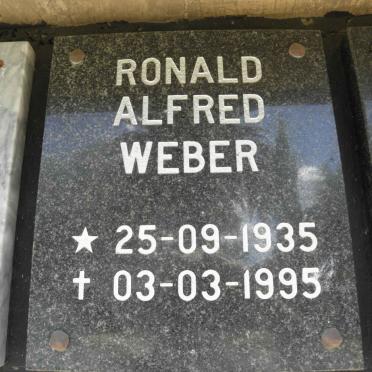 RONALD
ALFRED
WEBER
★ 25-09-1935
✝ 03-03-1995